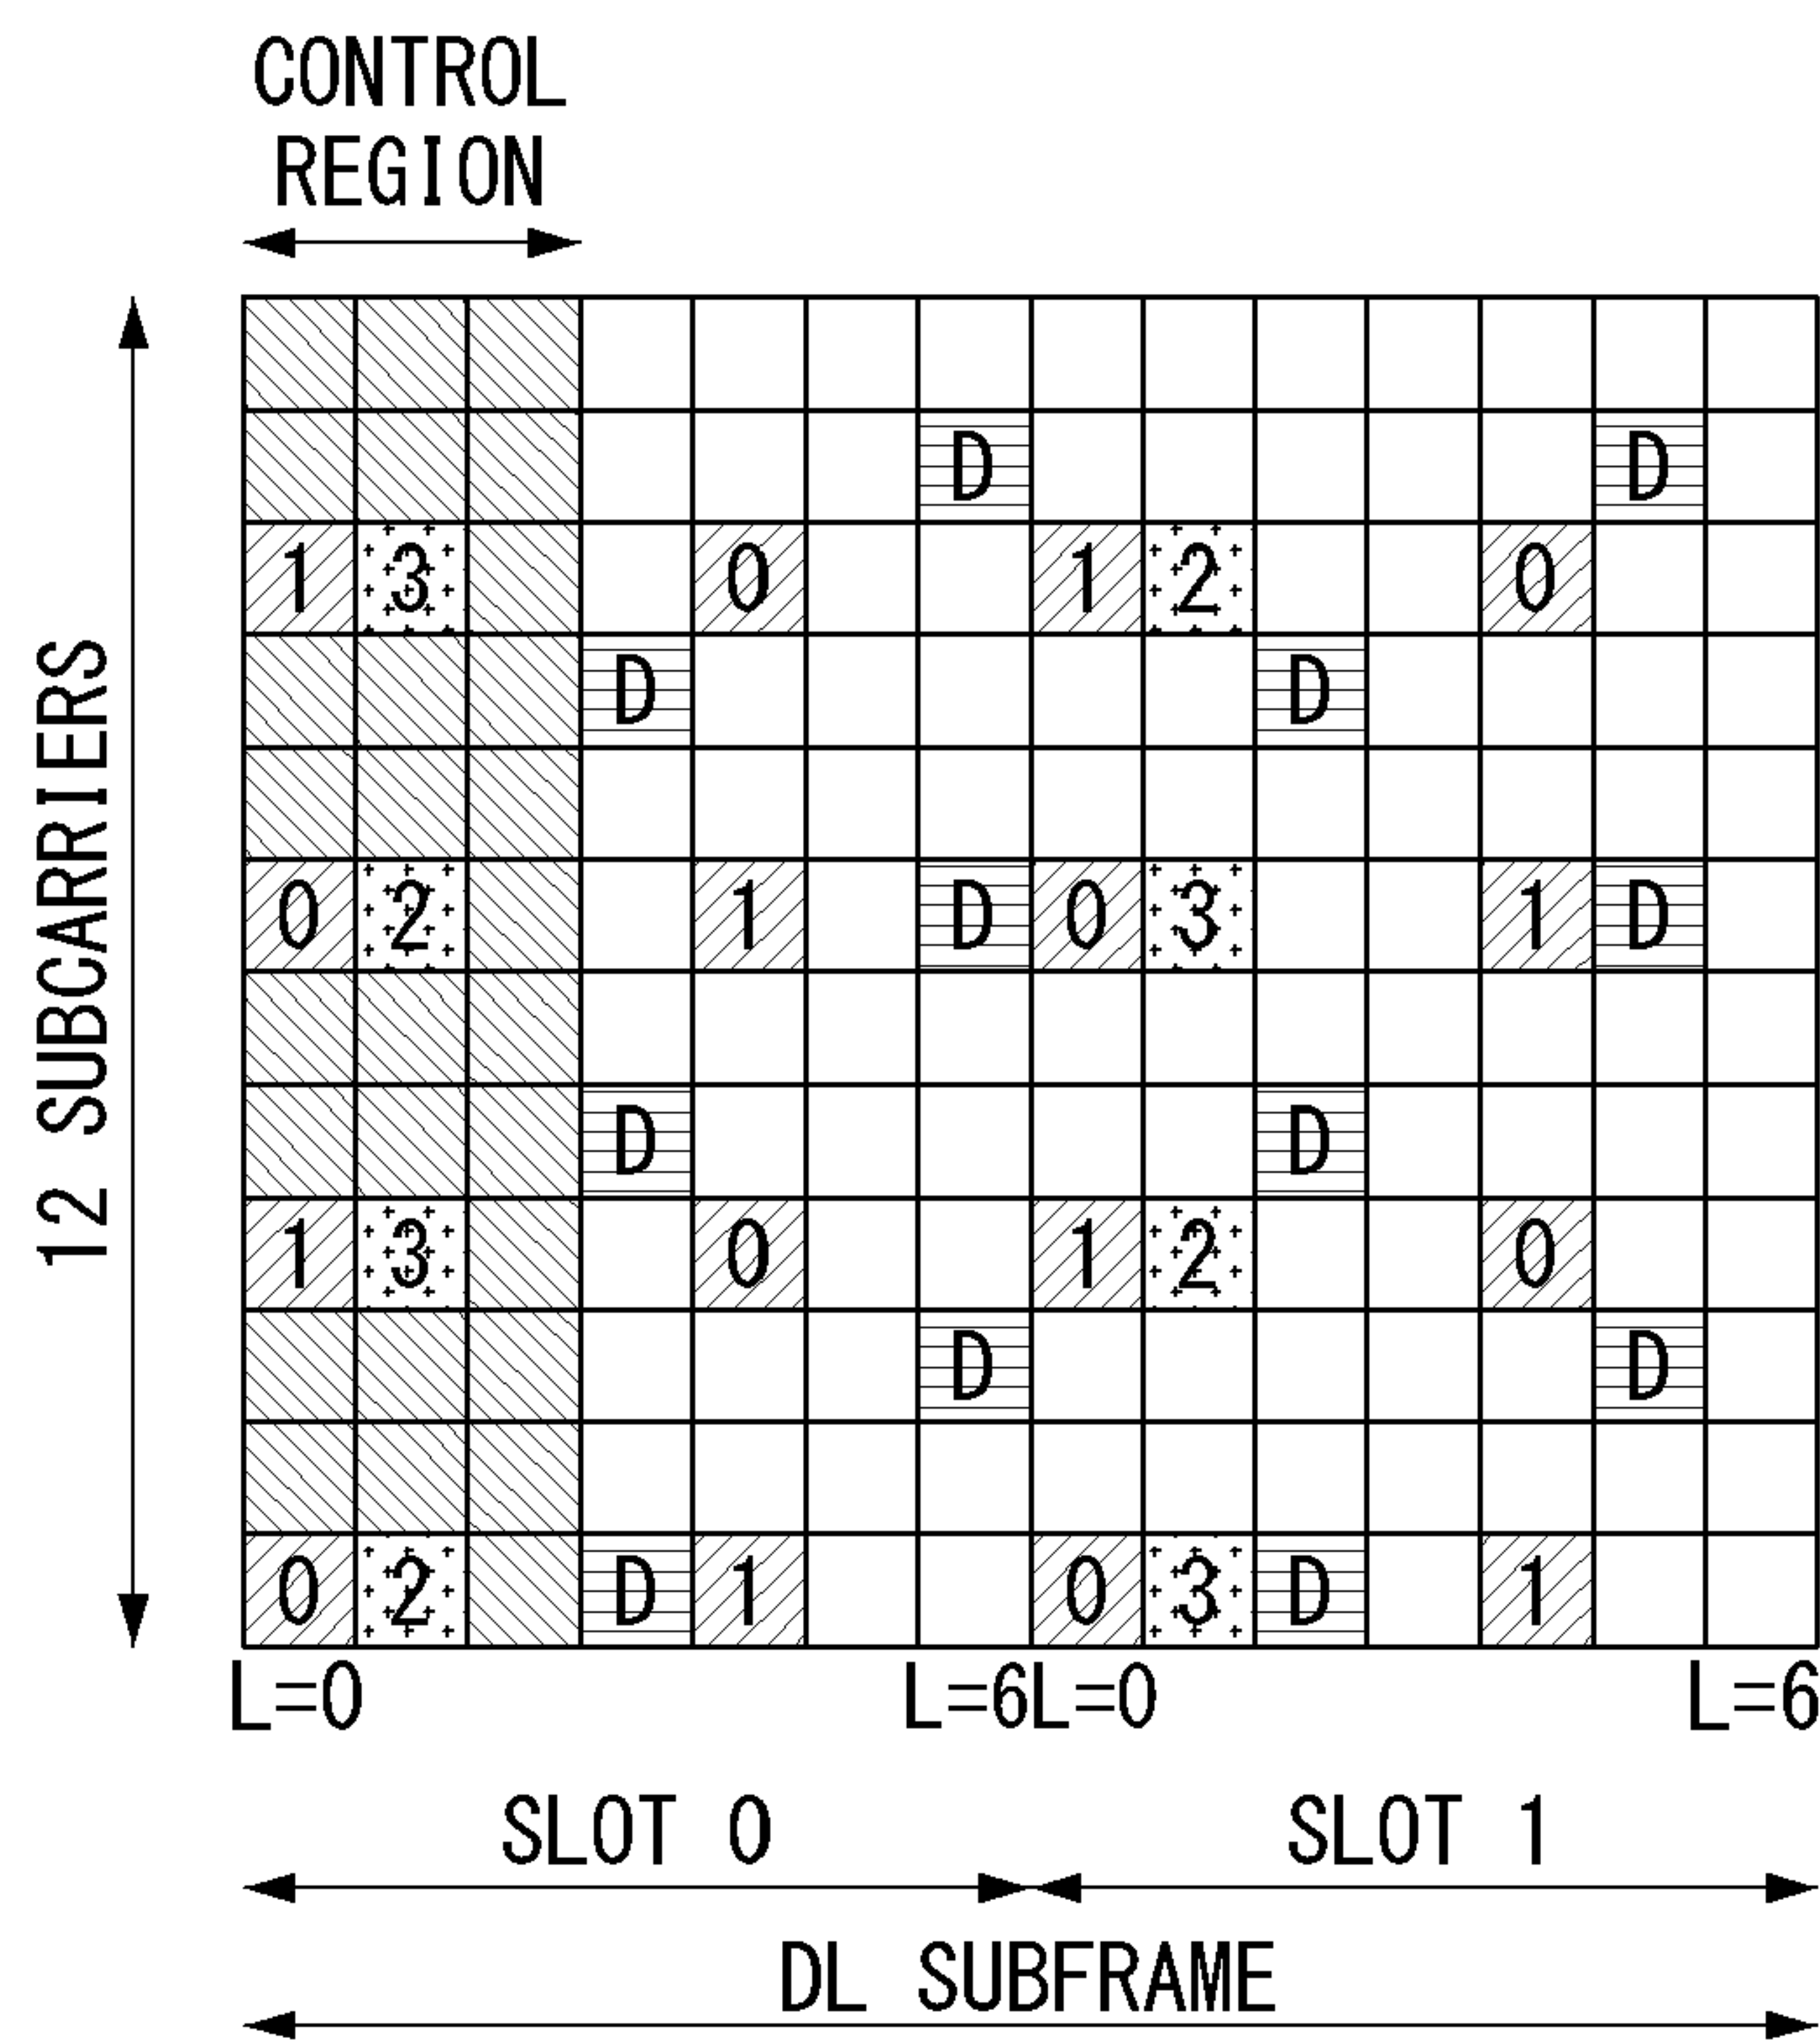 CONTROL
REGION
12 SUBCARRIERS
D D
1 3 0 1 2 0
D D
0 2 1 D 0 3 1 D
D D
1 3 0 1 2 0
D D
0 2 D 1 0 3 D 1
L=0 L=6 L=0 L=6
SLOT 0 SLOT 1
DL SUBFRAME